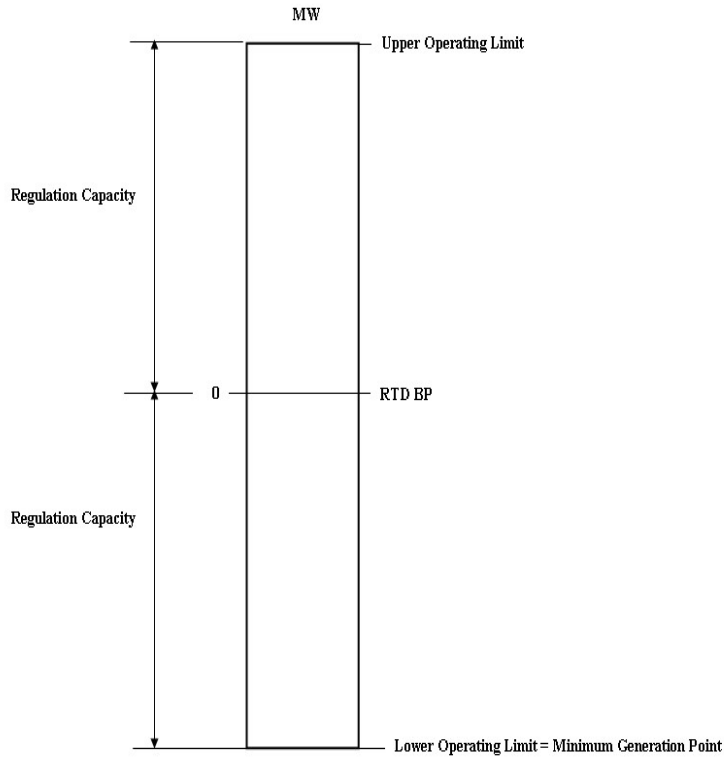 MW
Upper Operating Limit
Regulation Capacity
0
RTD BP
Regulation Capacity
Lower Operating Limit = Minimum Generation Point